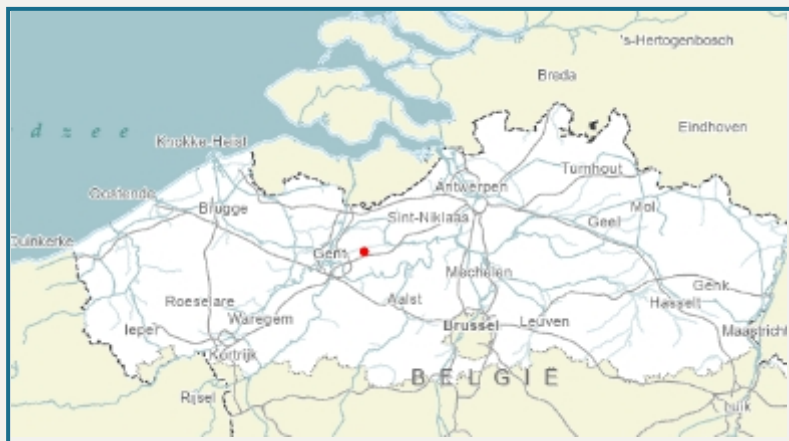 's-Hertogenbosch
Breda
Eindhoven
d z e e
Knokke-Heist
Turnhout
Antwerpen
Oostende
Brugge
Sint-Niklaas
Geel
Mol
Duinkerke
Gent
Mechelen
Genk
Roeselare
Aalst
Hasselt
Ieper
Waregem
Brussel
Leuven
Maastricht
Kortrijk
BELGIË
Rijsel
Luik